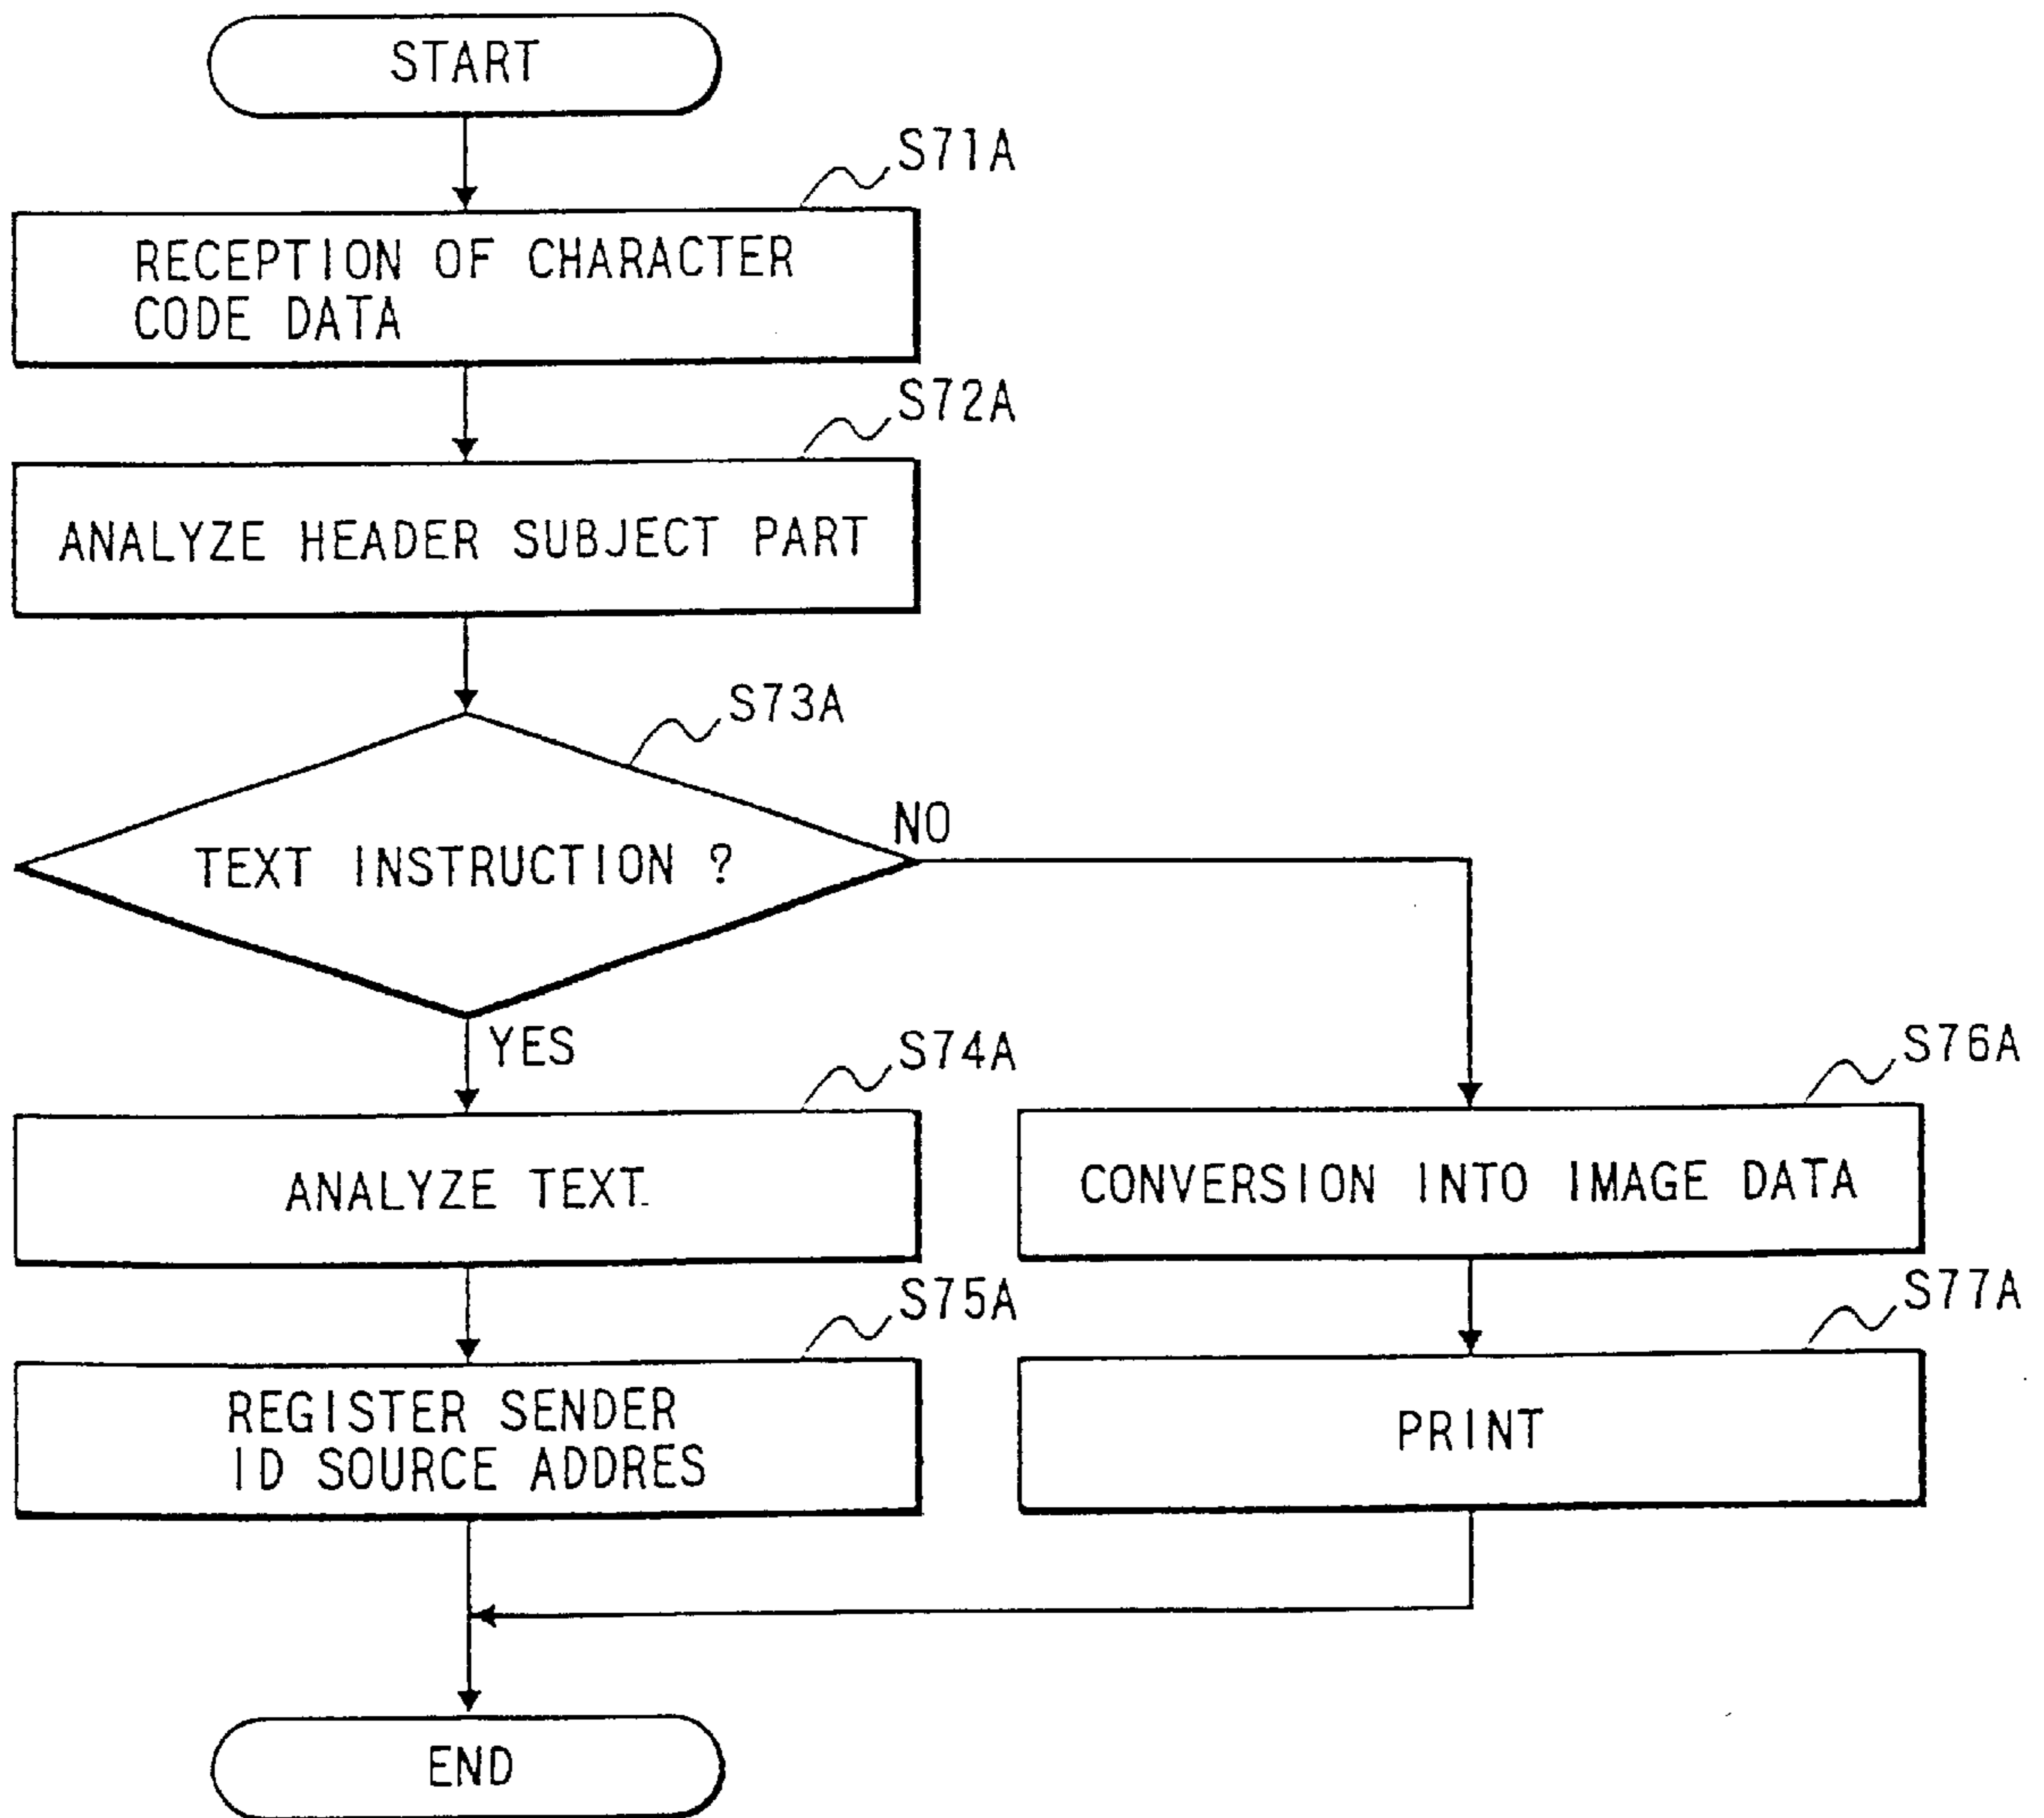 START
S71A
RECEPTION OF CHARACTER
CODE DATA
S72A
ANALYZE HEADER SUBJECT PART
S73A
TEXT INSTRUCTION ?
NO
YES
S74A
ANALYZE TEXT
S75A
REGISTER SENDER
ID SOURCE ADDRES
S76A
CONVERSION INTO IMAGE DATA
S77A
PRINT
END